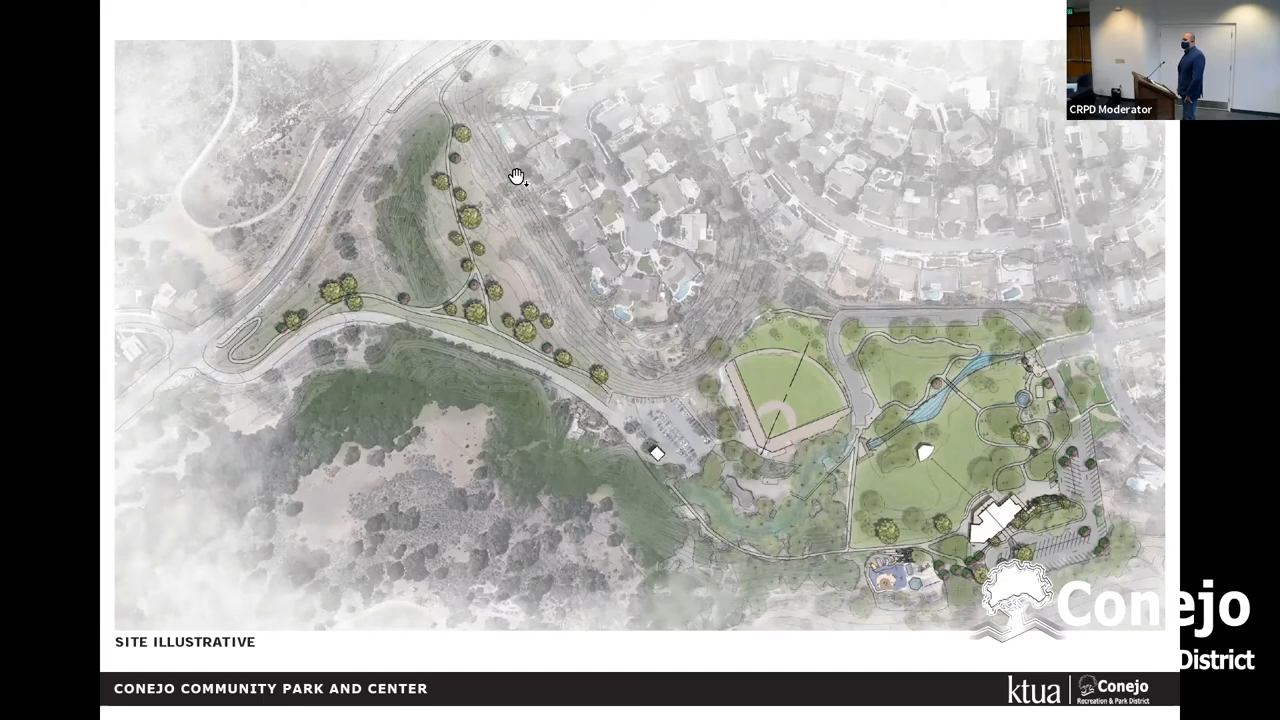 CRPD Moderator
SITE ILLUSTRATIVE
Conejo
District
CONEJO COMMUNITY PARK AND CENTER
ktua
Conejo
Recreation & Park District